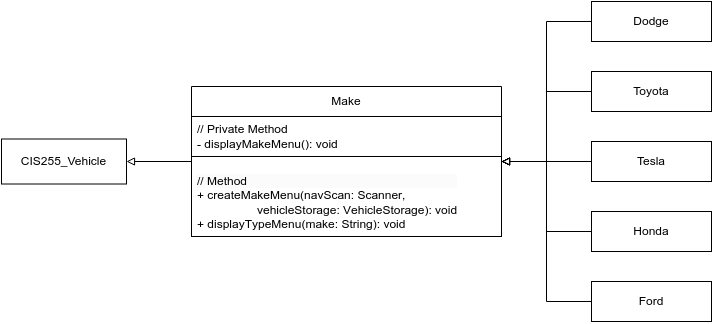 CIS255_Vehicle
Make
// Private Method
- displayMakeMenu(): void
// Method
+ createMakeMenu(navScan: Scanner,
vehicleStorage: VehicleStorage): void
+ displayTypeMenu(make: String): void
Dodge
Toyota
Tesla
Honda
Ford